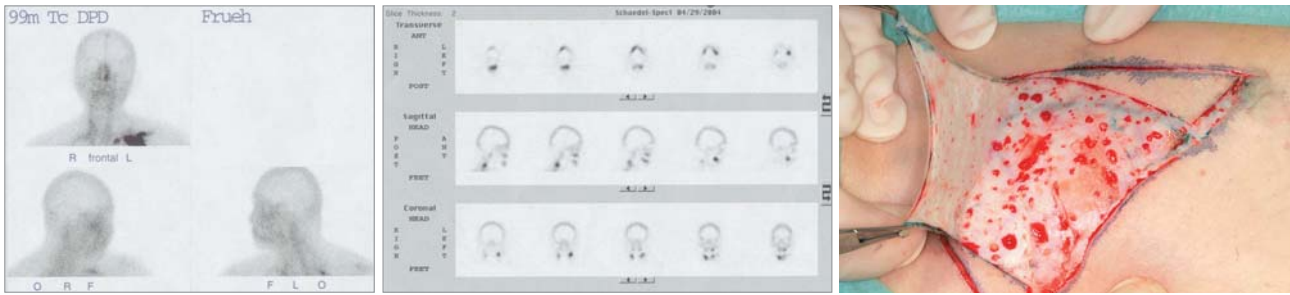 99m Tc DPD
Frueh
R frontal L
O R F
F L O
Slice Thickness: 2
Schaedel-Spect 04/29/2004
Transverse
ANT
R L
I E
G F
H T
T
POST
Sagittal
HEAD
P A
O N
S T
T
FEET
Coronal
HEAD
R L
I E
G F
H T
T
FEET